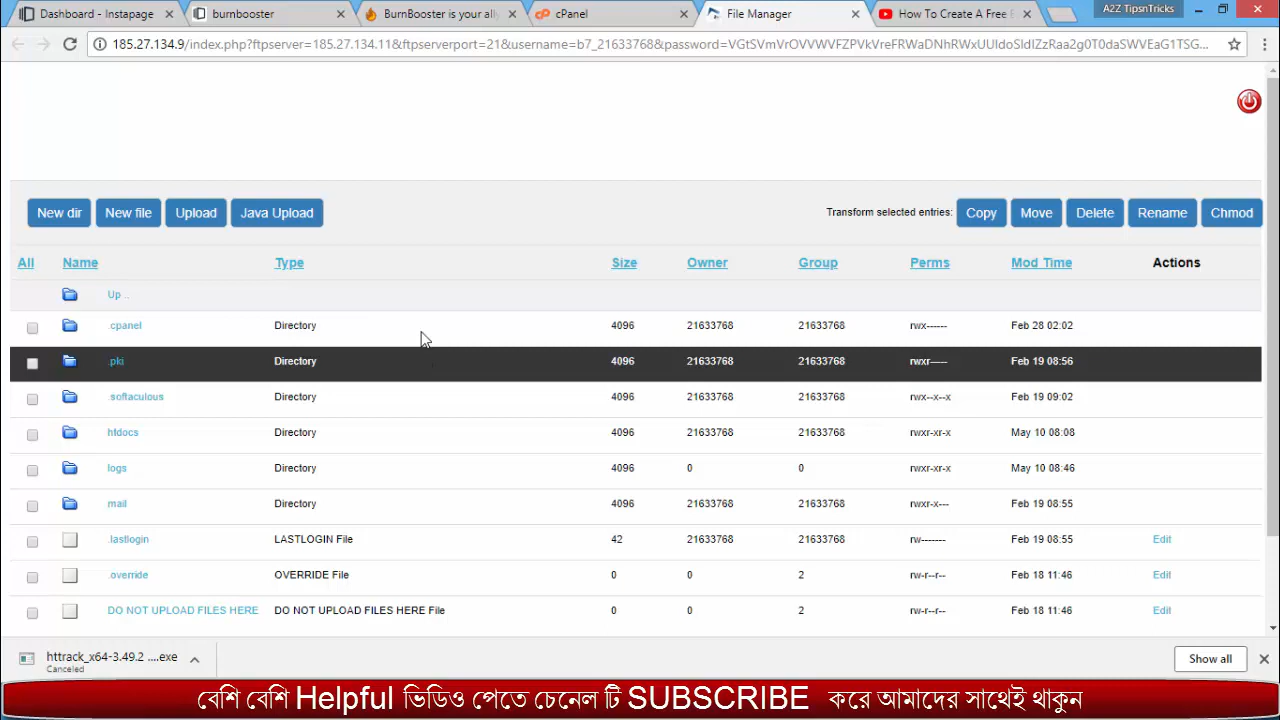 Dashboard - Instapage burnbooster BurnBooster is your ally cPanel File Manager How To Create A Free E A2Z TipsnTricks
185.27.134.9/index.php?ftpserver=185.27.134.11&ftpserverport=21&username=b7_21633768&password=
New dir New file Upload Java Upload Transform selected entries: Copy Move Delete Rename Chmod
All Name Type Size Owner Group Perms Mod Time Actions
Up ..
.cpanel Directory 4096 21633768 21633768 rwx------ Feb 28 02:02
.pki Directory 4096 21633768 21633768 rwxr----- Feb 19 08:56
.softaculous Directory 4096 21633768 21633768 rwx--x--x Feb 19 09:02
htdocs Directory 4096 21633768 21633768 rwxr-xr-x May 10 08:08
logs Directory 4096 0 0 rwxr-xr-x May 10 08:46
mail Directory 4096 21633768 21633768 rwxr-x--- Feb 19 08:55
.lastlogin LASTLOGIN File 42 21633768 21633768 rw------- Feb 19 08:55 Edit
.override OVERRIDE File 0 0 2 rw-r--r-- Feb 18 11:46 Edit
DO NOT UPLOAD FILES HERE DO NOT UPLOAD FILES HERE File 0 0 2 rw-r--r-- Feb 18 11:46 Edit
httrack_x64-3.49.2 ....exe Show all
Canceled
বেশি বেশি Helpful ভিডিও পেতে চেনেল টি SUBSCRIBE করে আমাদের সাথেই থাকুন